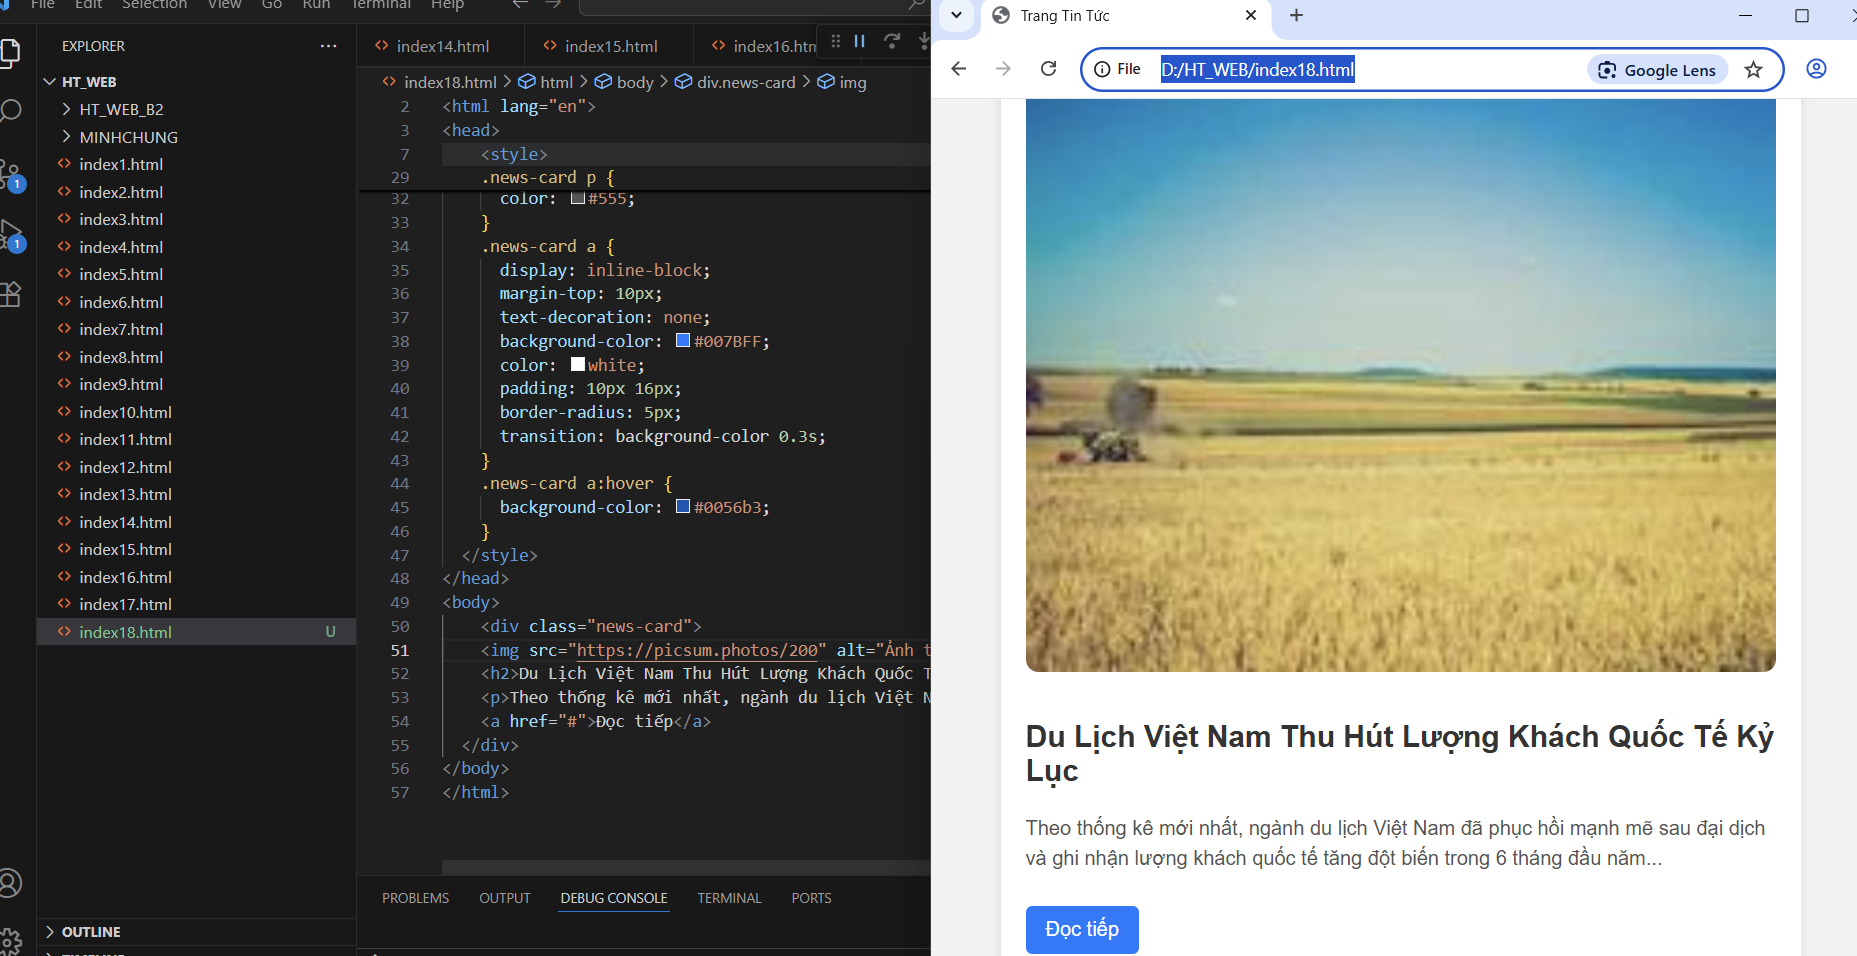 File Edit Selection View Go Run Terminal Help
EXPLORER
HT_WEB
HT_WEB_B2
MINHCHUNG
index1.html
index2.html
index3.html
index4.html
index5.html
index6.html
index7.html
index8.html
index9.html
index10.html
index11.html
index12.html
index13.html
index14.html
index15.html
index16.html
index17.html
index18.html U
1
1
OUTLINE
index14.html index15.html index16.htm
index18.html > html > body > div.news-card > img
2 <html lang="en">
3 <head>
7 <style>
29 .news-card p {
32 color: #555;
33 }
34 .news-card a {
35 display: inline-block;
36 margin-top: 10px;
37 text-decoration: none;
38 background-color: #007BFF;
39 color: white;
40 padding: 10px 16px;
41 border-radius: 5px;
42 transition: background-color 0.3s;
43 }
44 .news-card a:hover {
45 background-color: #0056b3;
46 }
47 </style>
48 </head>
49 <body>
50 <div class="news-card">
51 <img src="https://picsum.photos/200" alt="Ảnh t
52 <h2>Du Lịch Việt Nam Thu Hút Lượng Khách Quốc T
53 <p>Theo thống kê mới nhất, ngành du lịch Việt N
54 <a href="#">Đọc tiếp</a>
55 </div>
56 </body>
57 </html>
PROBLEMS OUTPUT DEBUG CONSOLE TERMINAL PORTS
Trang Tin Tức
File D:/HT_WEB/index18.html Google Lens
Du Lịch Việt Nam Thu Hút Lượng Khách Quốc Tế Kỷ
Lục
Theo thống kê mới nhất, ngành du lịch Việt Nam đã phục hồi mạnh mẽ sau đại dịch
và ghi nhận lượng khách quốc tế tăng đột biến trong 6 tháng đầu năm...
Đọc tiếp